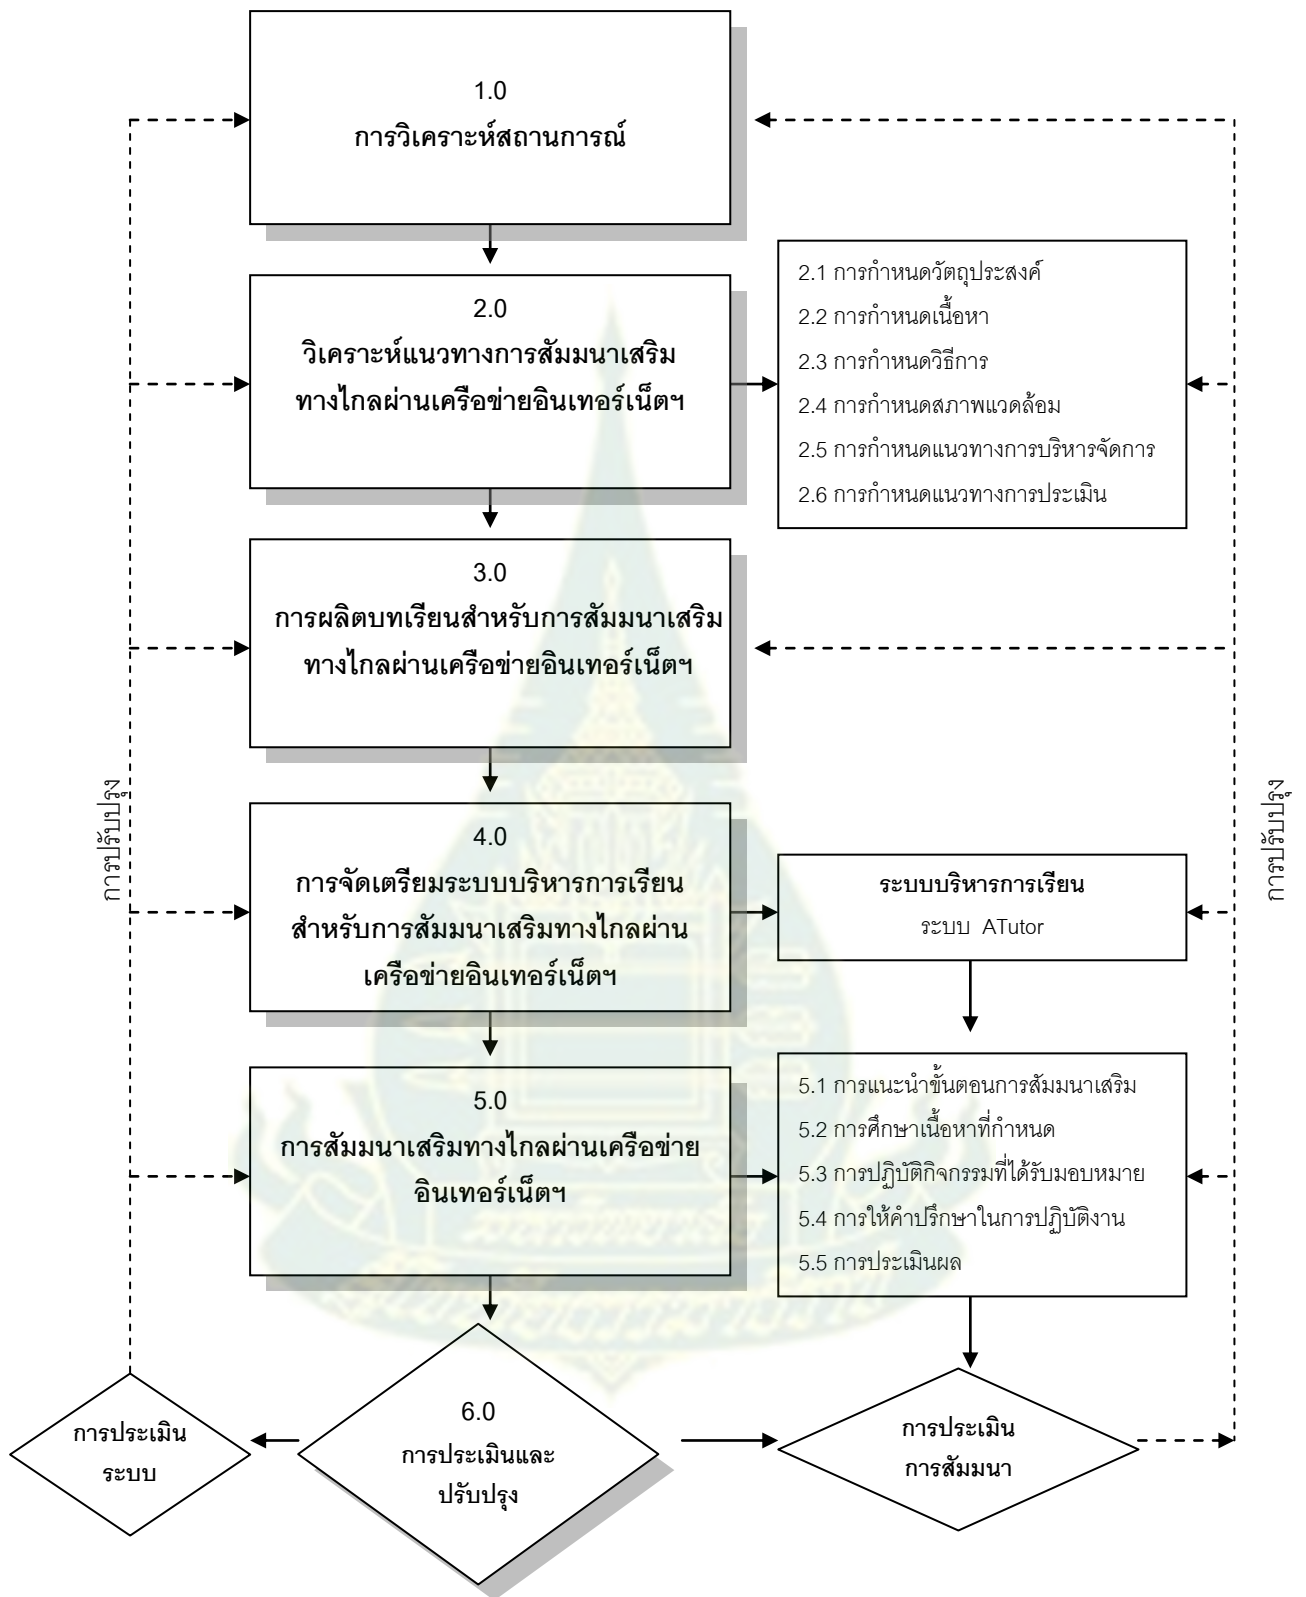 1.0
การวิเคราะห์สถานการณ์
2.0
วิเคราะห์แนวทางการสัมมนาเสริม
ทางไกลผ่านเครือข่ายอินเทอร์เน็ตฯ
2.1 การกำหนดวัตถุประสงค์
2.2 การกำหนดเนื้อหา
2.3 การกำหนดวิธีการ
2.4 การกำหนดสภาพแวดล้อม
2.5 การกำหนดแนวทางการบริหารจัดการ
2.6 การกำหนดแนวทางการประเมิน
3.0
การผลิตบทเรียนสำหรับการสัมมนาเสริม
ทางไกลผ่านเครือข่ายอินเทอร์เน็ตฯ
การปรับปรุง
การปรับปรุง
4.0
การจัดเตรียมระบบบริหารการเรียน
สำหรับการสัมมนาเสริมทางไกลผ่าน
เครือข่ายอินเทอร์เน็ตฯ
ระบบบริหารการเรียน
ระบบ ATutor
5.0
การสัมมนาเสริมทางไกลผ่านเครือข่าย
อินเทอร์เน็ตฯ
5.1 การแนะนำขั้นตอนการสัมมนาเสริม
5.2 การศึกษาเนื้อหาที่กำหนด
5.3 การปฏิบัติกิจกรรมที่ได้รับมอบหมาย
5.4 การให้คำปรึกษาในการปฏิบัติงาน
5.5 การประเมินผล
การประเมิน
ระบบ
6.0
การประเมินและ
ปรับปรุง
การประเมิน
การสัมมนา